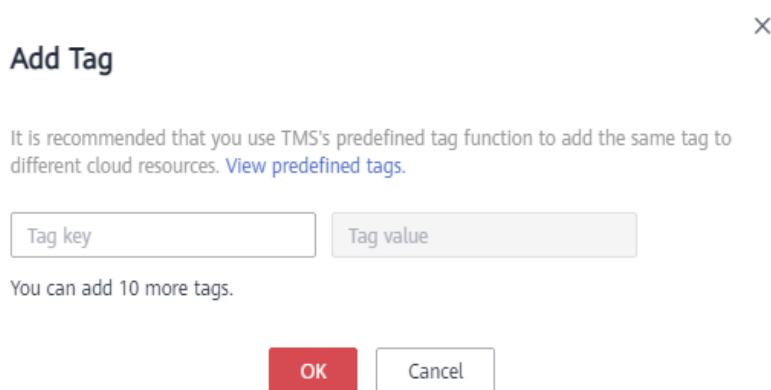 Add Tag
It is recommended that you use TMS's predefined tag function to add the same tag to
different cloud resources. View predefined tags.
Tag key Tag value
You can add 10 more tags.
OK Cancel